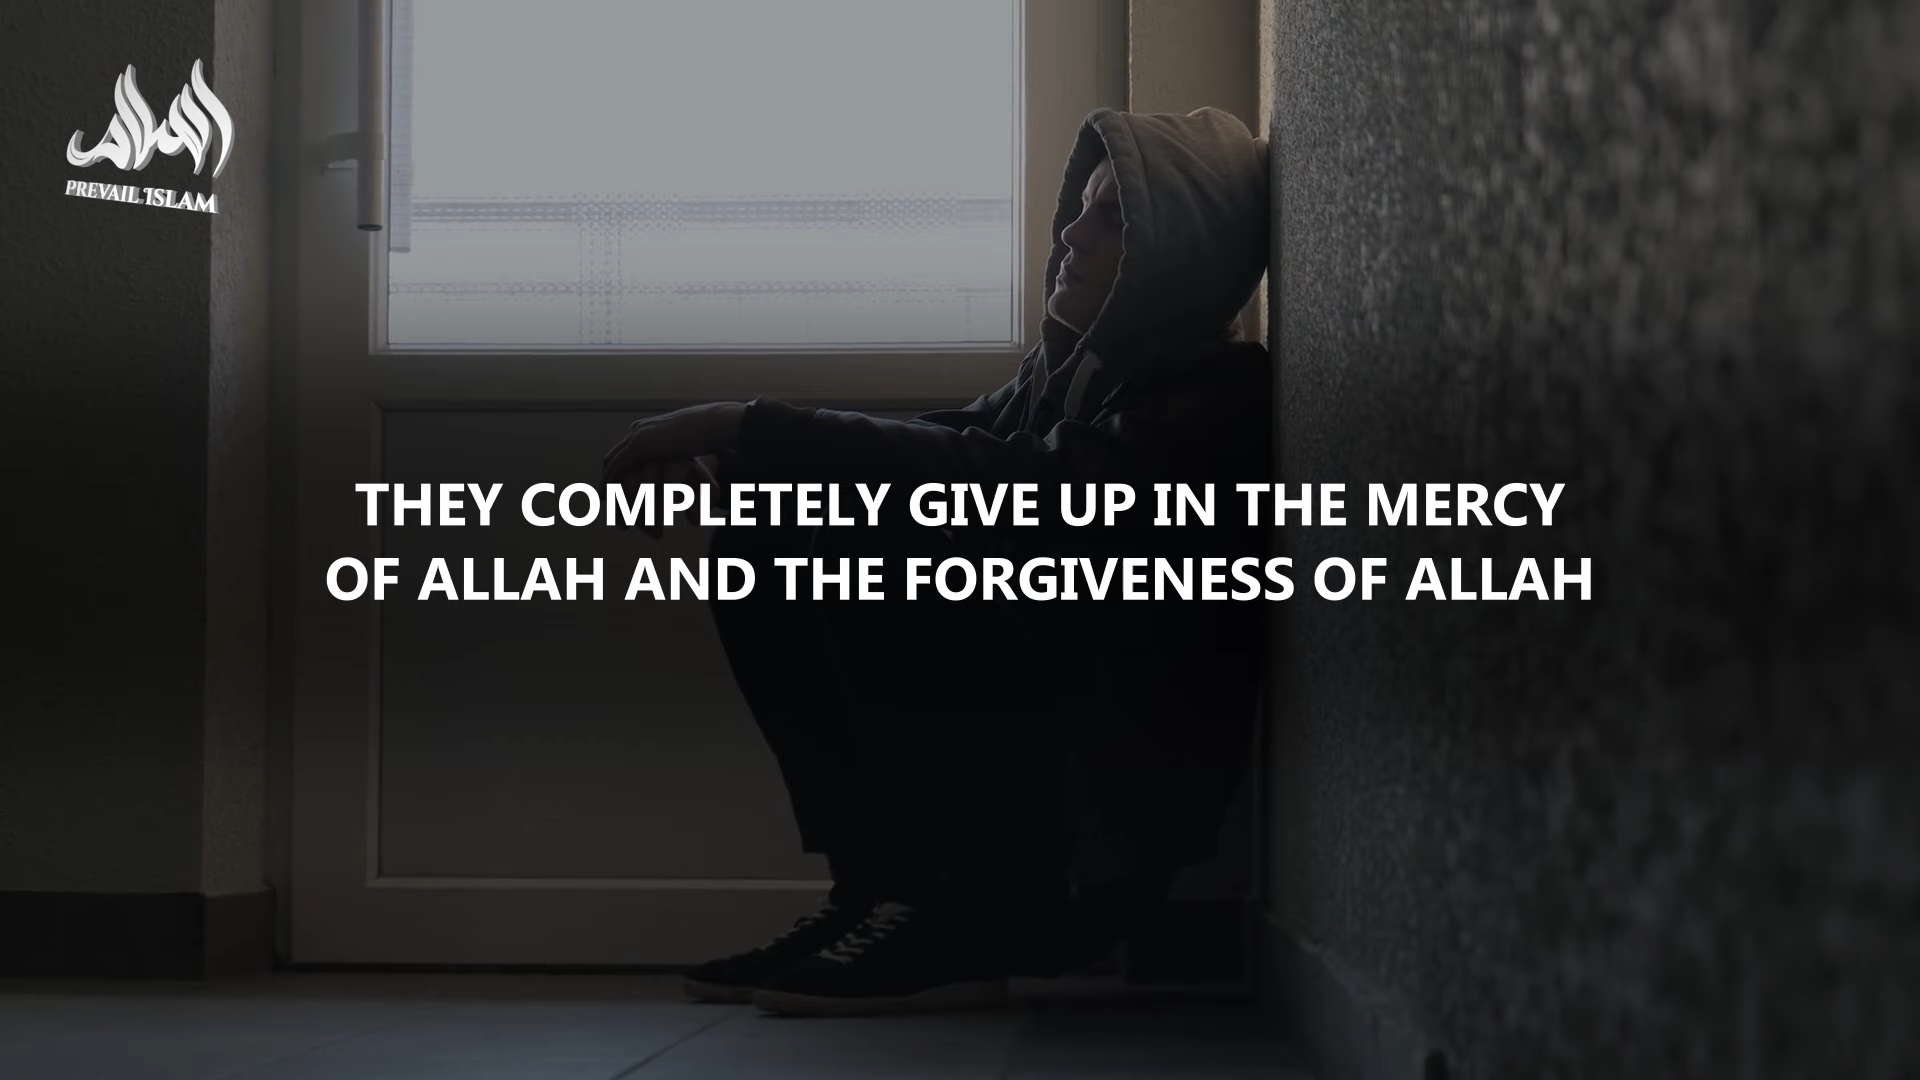 PREVAIL ISLAM
THEY COMPLETELY GIVE UP IN THE MERCY
OF ALLAH AND THE FORGIVENESS OF ALLAH